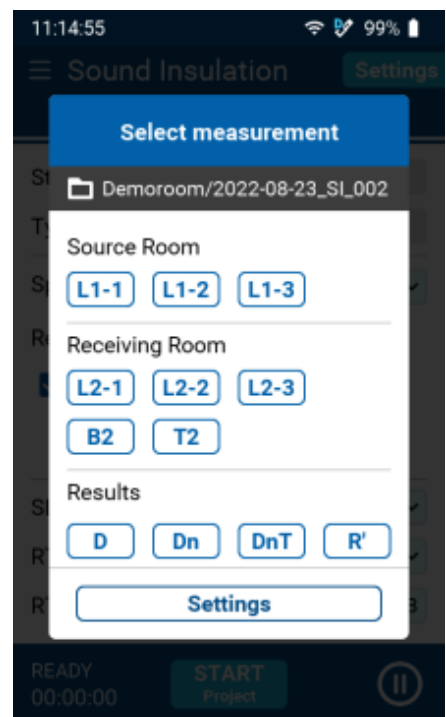 11:14:55 99%
Sound Insulation Settings
Select measurement
Demoroom/2022-08-23_SI_002
Source Room
L1-1 L1-2 L1-3
Receiving Room
L2-1 L2-2 L2-3
B2 T2
Results
D Dn DnT R'
Settings
READY
START
00:00:00
Project